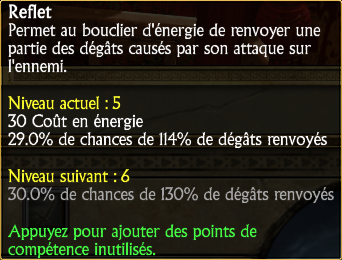 Reflet
Permet au bouclier d'énergie de renvoyer une
partie des dégâts causés par son attaque sur
l'ennemi.
Niveau actuel : 5
30 Coût en énergie
29.0% de chances de 114% de dégâts renvoyés
Niveau suivant : 6
30.0% de chances de 130% de dégâts renvoyés
Appuyez pour ajouter des points de
compétence inutilisés.